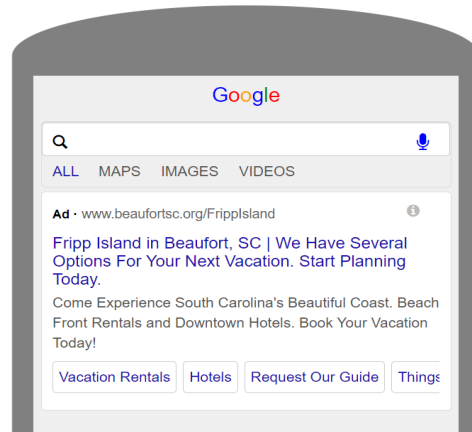 Google
ALL MAPS IMAGES VIDEOS
Ad · www.beaufortsc.org/FrippIsland
Fripp Island in Beaufort, SC | We Have Several
Options For Your Next Vacation. Start Planning
Today.
Come Experience South Carolina's Beautiful Coast. Beach
Front Rentals and Downtown Hotels. Book Your Vacation
Today!
Vacation Rentals Hotels Request Our Guide Things